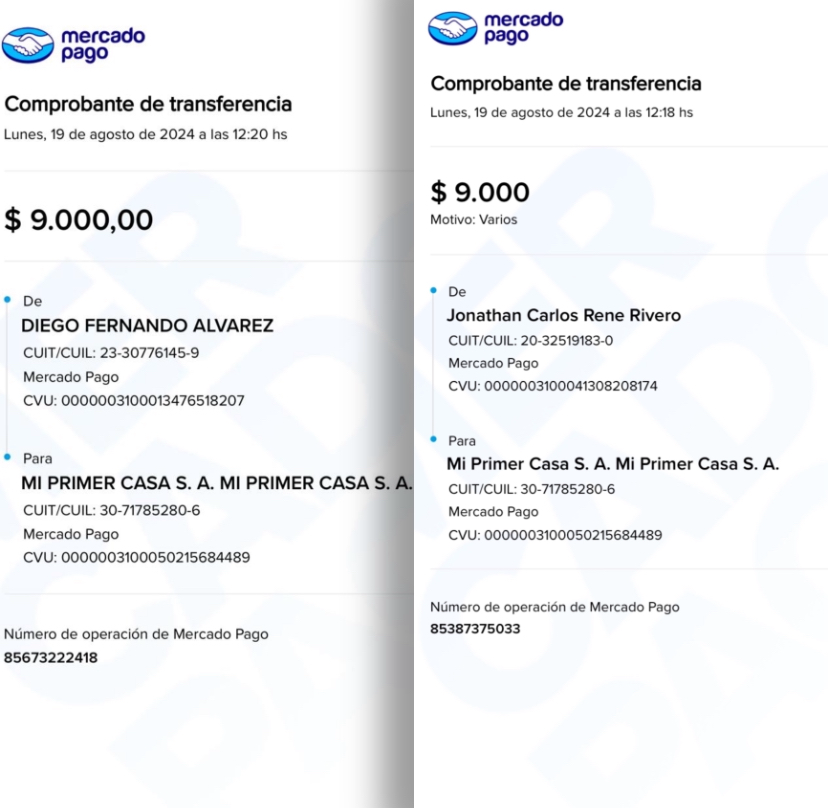 mercado
pago
Comprobante de transferencia
Lunes, 19 de agosto de 2024 a las 12:20 hs
$ 9.000,00
De
DIEGO FERNANDO ALVAREZ
CUIT/CUIL: 23-30776145-9
Mercado Pago
CVU: 0000003100013476518207
Para
MI PRIMER CASA S. A. MI PRIMER CASA S. A.
CUIT/CUIL: 30-71785280-6
Mercado Pago
CVU: 0000003100050215684489
Número de operación de Mercado Pago
85673222418
mercado
pago
Comprobante de transferencia
Lunes, 19 de agosto de 2024 a las 12:18 hs
$ 9.000
Motivo: Varios
De
Jonathan Carlos Rene Rivero
CUIT/CUIL: 20-32519183-0
Mercado Pago
CVU: 0000003100041308208174
Para
Mi Primer Casa S. A. Mi Primer Casa S. A.
CUIT/CUIL: 30-71785280-6
Mercado Pago
CVU: 0000003100050215684489
Número de operación de Mercado Pago
85387375033